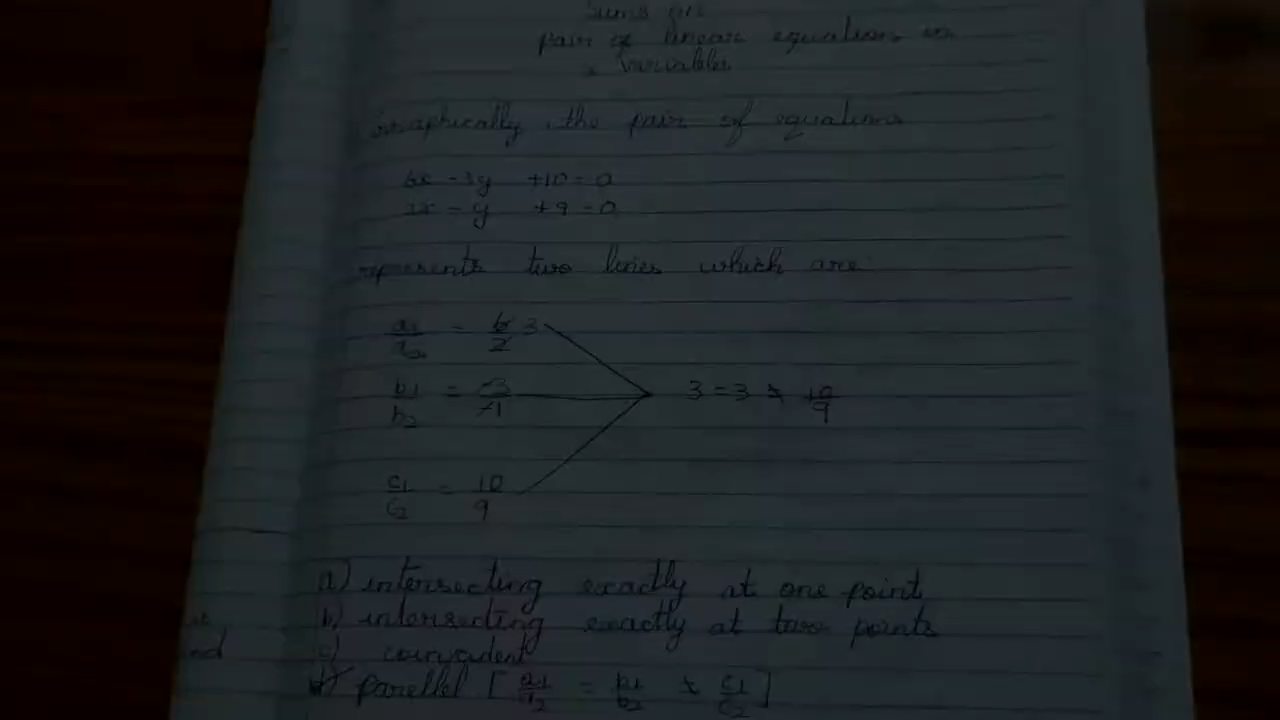 Sums on
pair of linear equations in
2 Variables
Graphically, the pair of equations
6x - 3y + 10 = 0
2x - y + 9 = 0
represents two lines which are
a1/a2 = 6/2 3
b1/b2 = -3/-1
3 = 3 ≠ 10/9
c1/c2 = 10/9
a) intersecting exactly at one point
b) intersecting exactly at two points
c) coincident
d) parellel [a1/a2 = b1/b2 ≠ c1/c2]